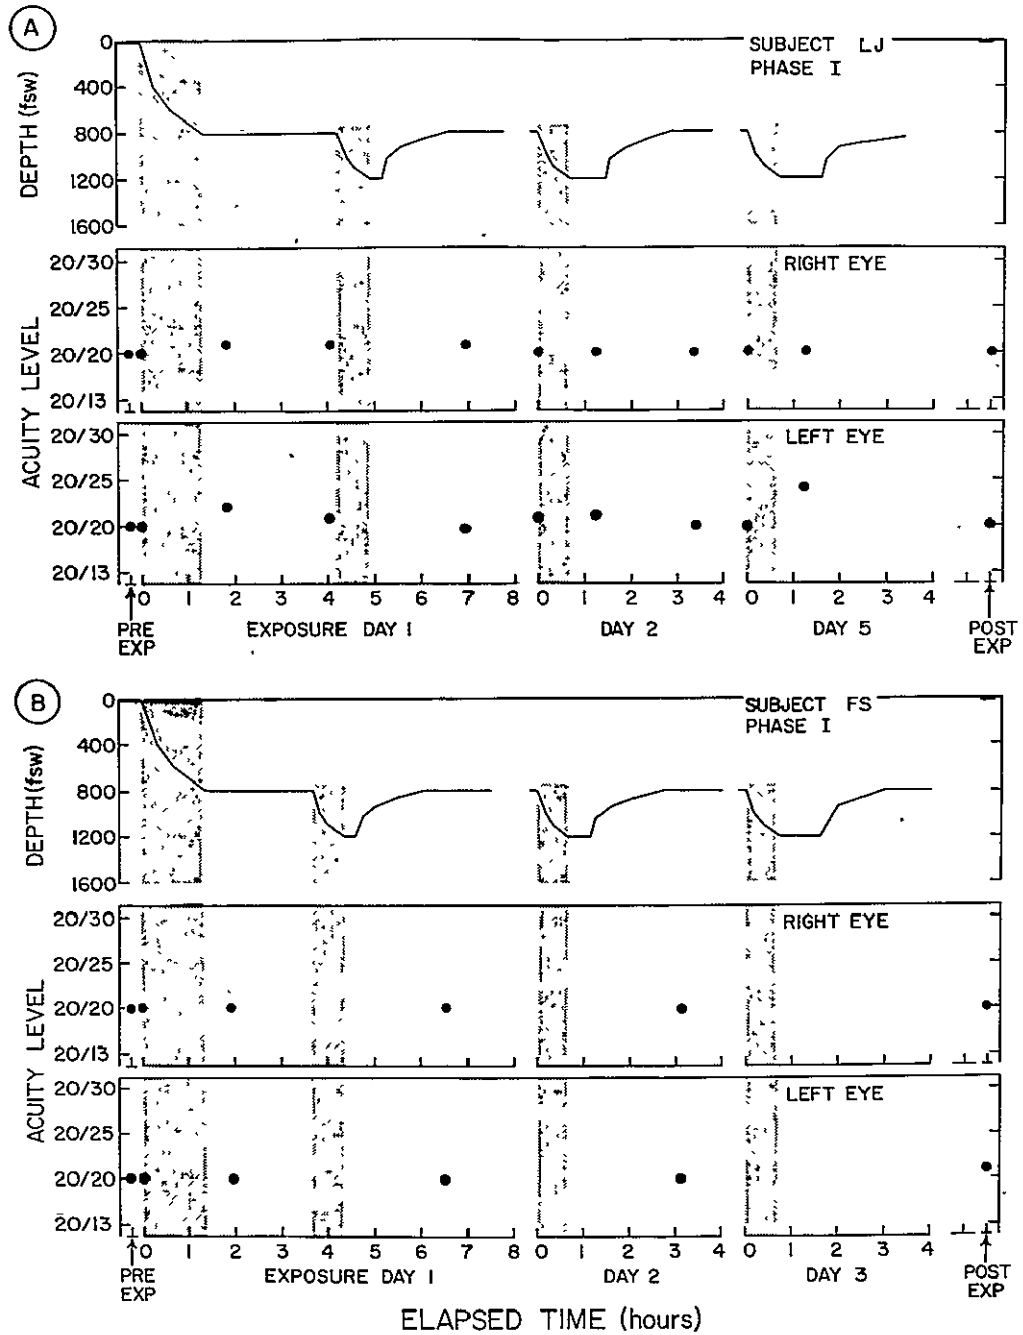 A
SUBJECT LJ
PHASE I
DEPTH (fsw)
0
400
800
1200
1600
RIGHT EYE
20/30
20/25
20/20
20/13
ACUITY LEVEL
LEFT EYE
20/30
20/25
20/20
20/13
0 1 2 3 4 5 6 7 8 0 1 2 3 4 0 1 2 3 4
PRE EXP
EXPOSURE DAY 1
DAY 2
DAY 5
POST EXP
B
SUBJECT FS
PHASE I
DEPTH (fsw)
0
400
800
1200
1600
RIGHT EYE
20/30
20/25
20/20
20/13
ACUITY LEVEL
LEFT EYE
20/30
20/25
20/20
20/13
0 1 2 3 4 5 6 7 8 0 1 2 3 4 0 1 2 3 4
PRE EXP
EXPOSURE DAY 1
DAY 2
DAY 3
POST EXP
ELAPSED TIME (hours)